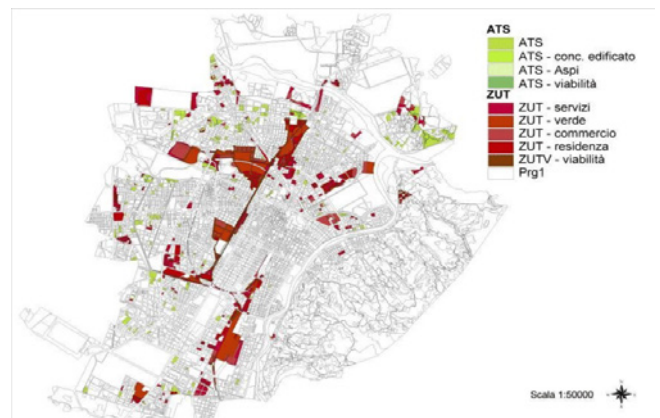 ATS
ATS
ATS - conc. edificato
ATS - Aspi
ATS - viabilità
ZUT
ZUT - servizi
ZUT - verde
ZUT - commercio
ZUT - residenza
ZUTV - viabilità
Prg1
Scala 1:50000